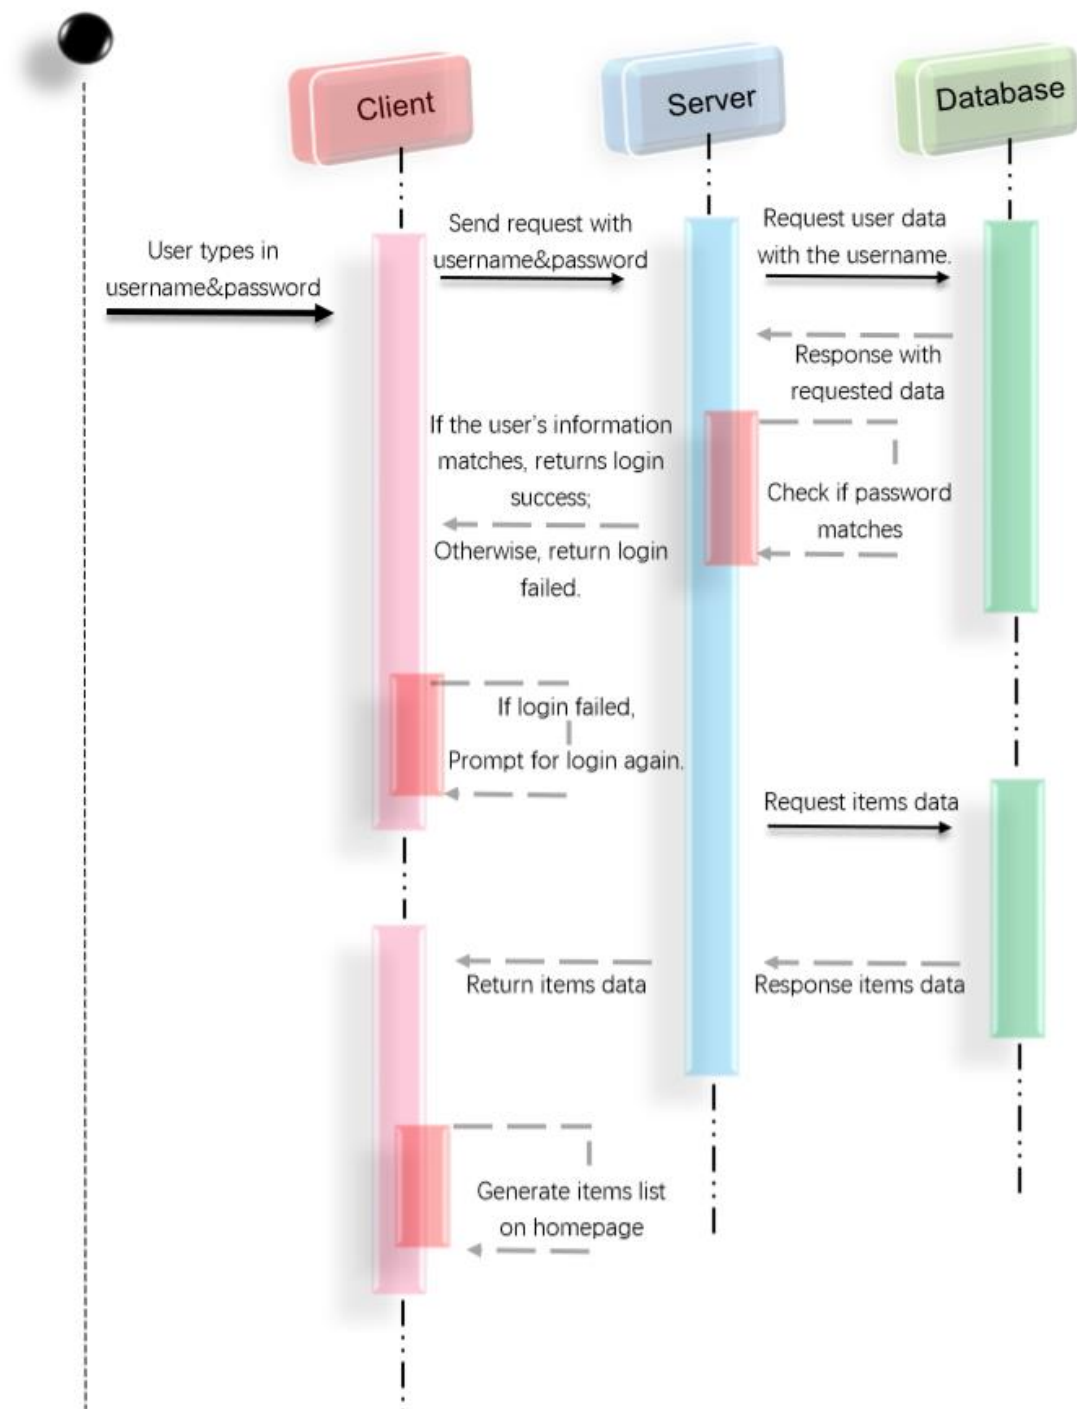 Client
Server
Database
User types in
username&password
Send request with
username&password
Request user data
with the username.
Response with
requested data
If the user's information
matches, returns login
success;
Otherwise, return login
failed.
Check if password
matches
If login failed,
Prompt for login again.
Request items data
Return items data
Response items data
Generate items list
on homepage